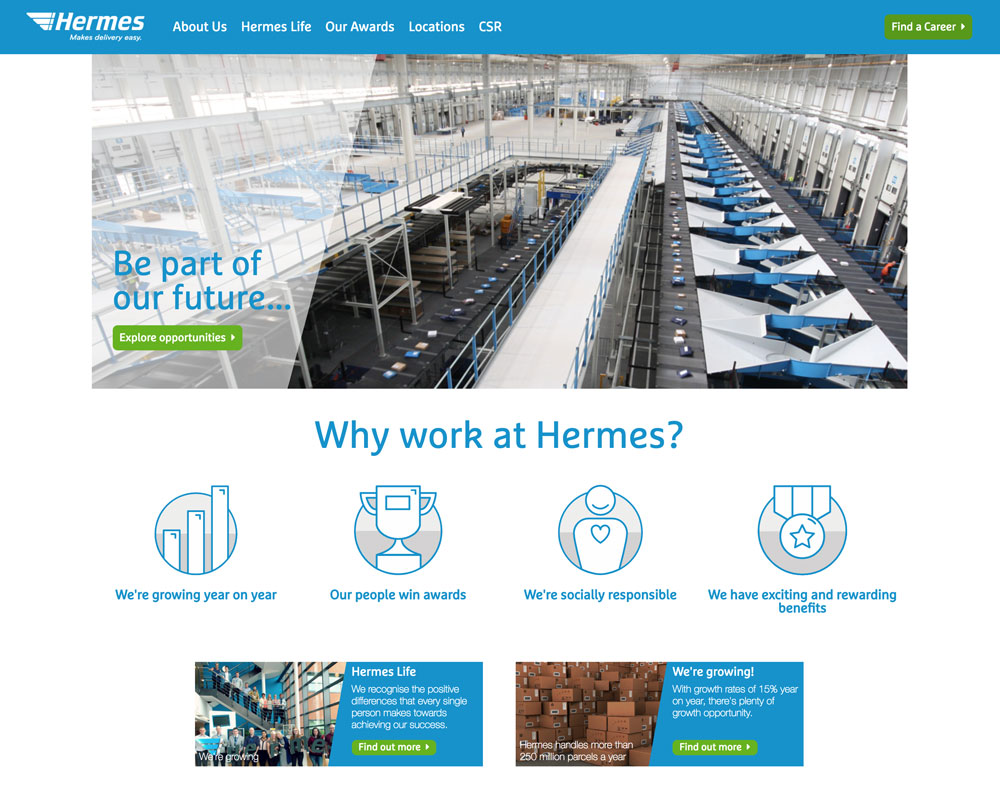 Hermes
Makes delivery easy.
About Us Hermes Life Our Awards Locations CSR
Find a Career
Be part of
our future...
Explore opportunities
Why work at Hermes?
We're growing year on year
Our people win awards
We're socially responsible
We have exciting and rewarding
benefits
Hermes Life
We recognise the positive
differences that every single
person makes towards
achieving our success.
Find out more
We're growing
We're growing!
With growth rates of 15% year
on year, there's plenty of
growth opportunity.
Find out more
Hermes handles more than
250 million parcels a year